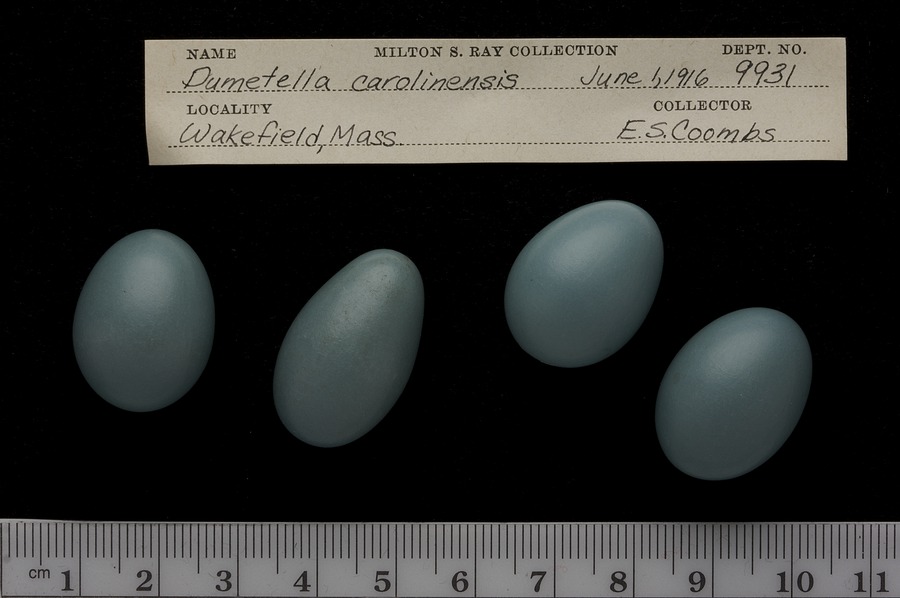 NAME MILTON S. RAY COLLECTION DEPT. NO.
Dumetella carolinensis June 1, 1916 9931
LOCALITY COLLECTOR
Wakefield, Mass. E.S. Coombs
cm 1 2 3 4 5 6 7 8 9 10 11